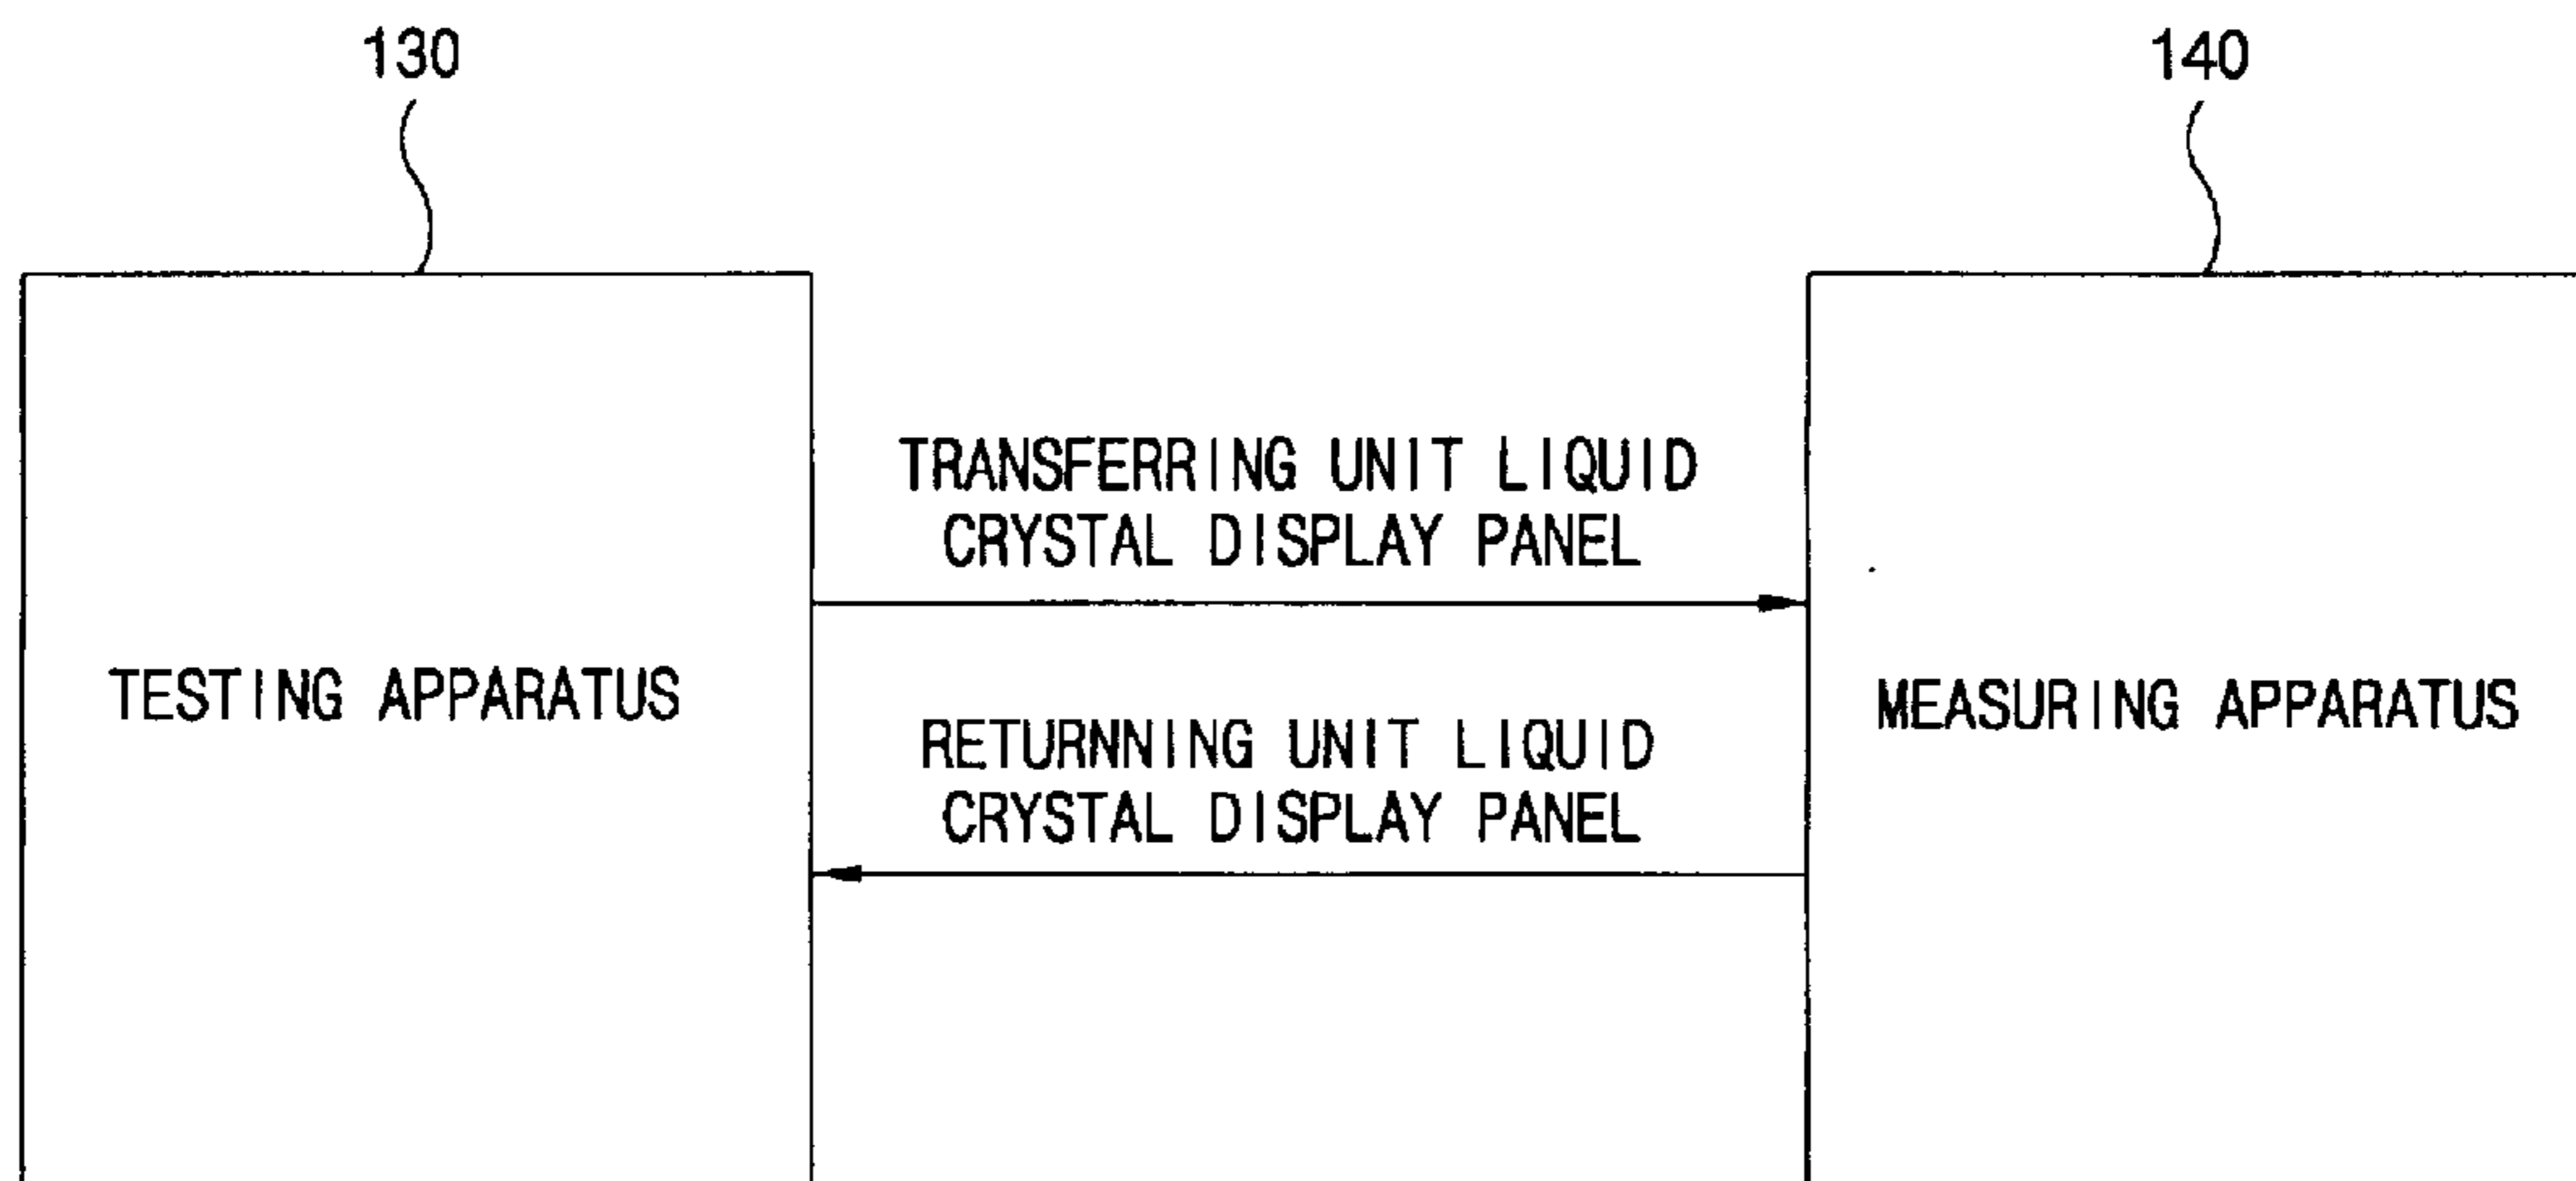 130
140
TRANSFERRING UNIT LIQUID
CRYSTAL DISPLAY PANEL
TESTING APPARATUS
MEASURING APPARATUS
RETURNNING UNIT LIQUID
CRYSTAL DISPLAY PANEL